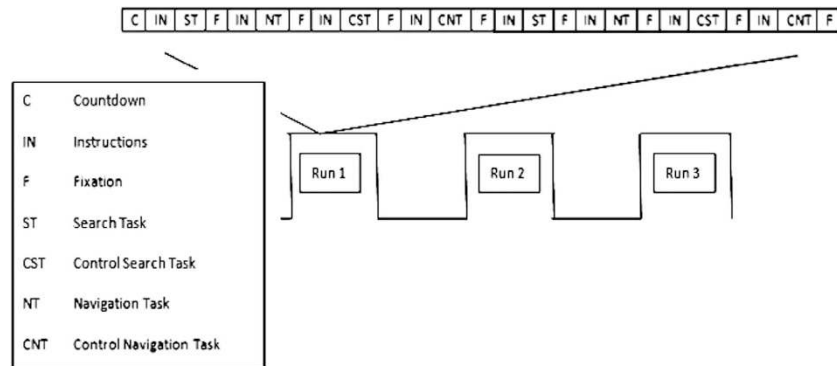 C IN ST F IN NT F IN CST F IN CNT F IN ST F IN NT F IN CST F IN CNT F
C Countdown
IN Instructions
F Fixation
ST Search Task
CST Control Search Task
NT Navigation Task
CNT Control Navigation Task
Run 1 Run 2 Run 3